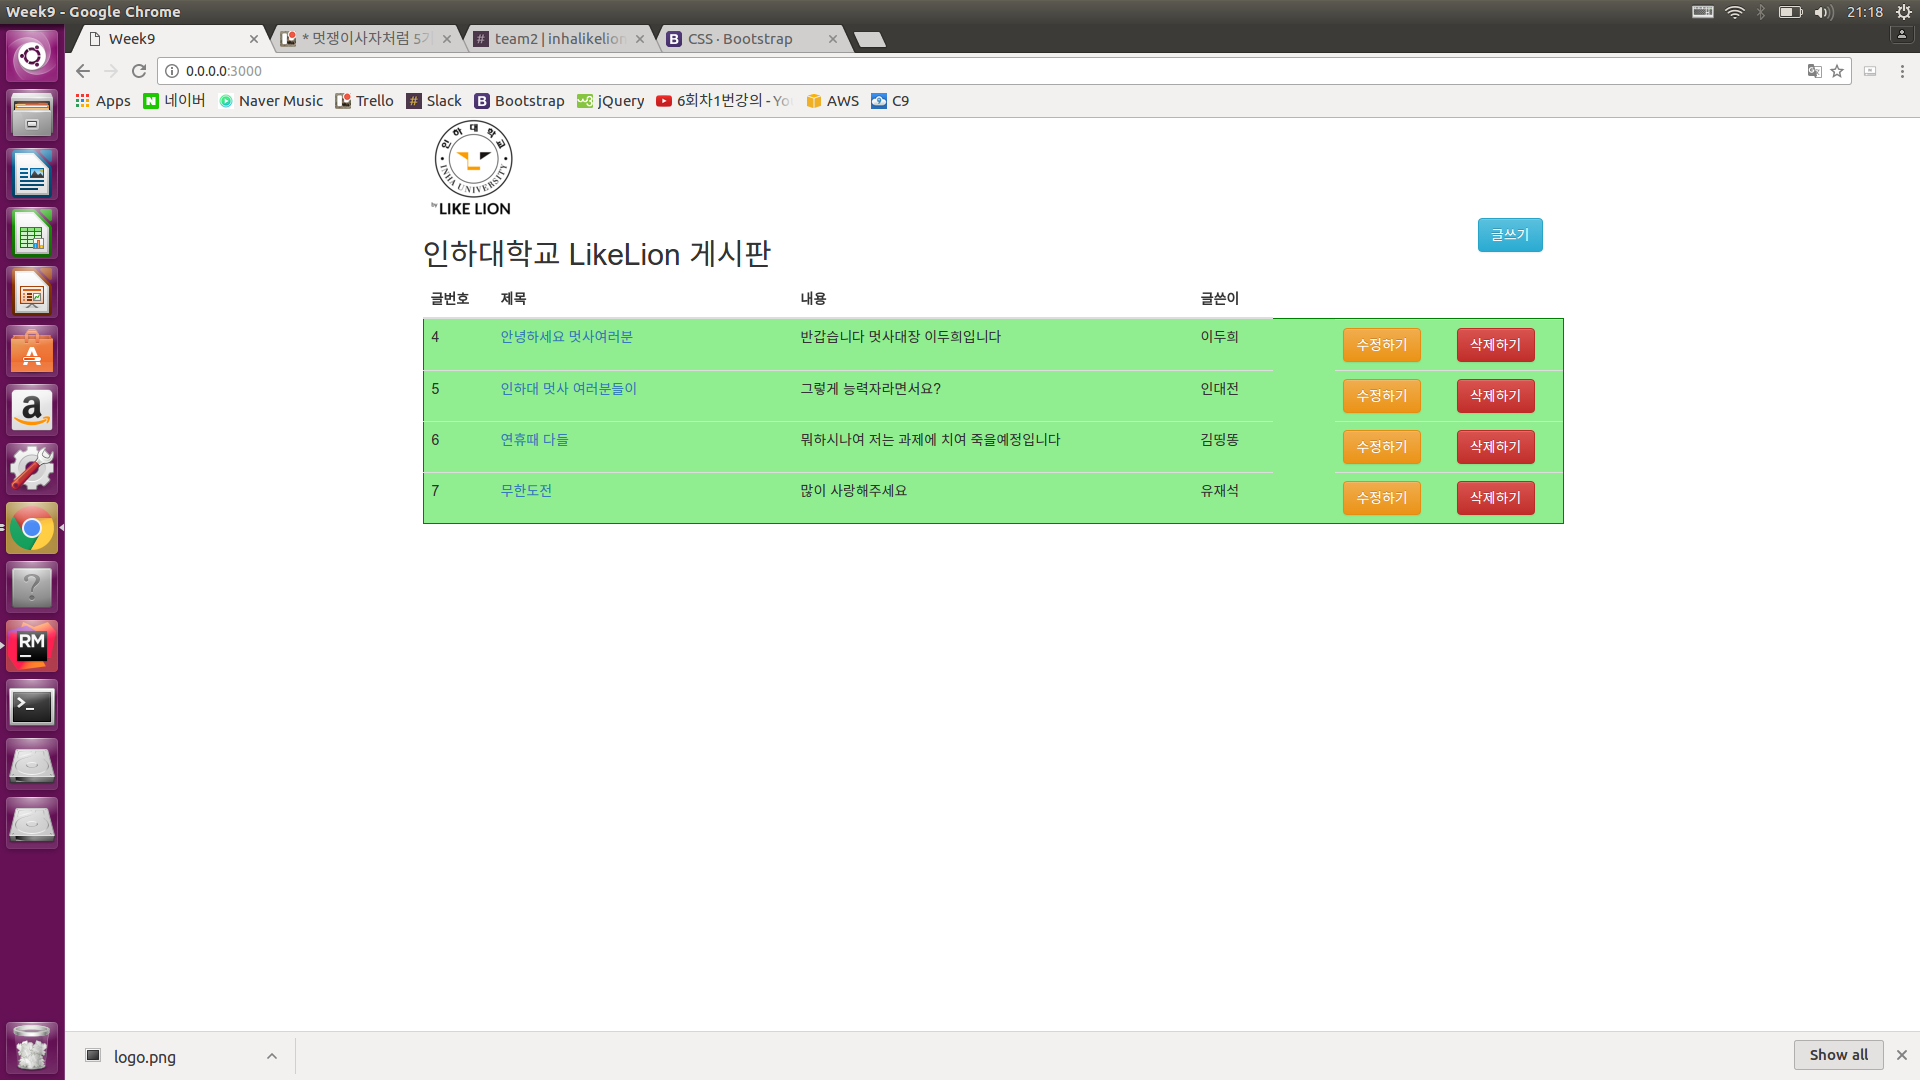 Week9 - Google Chrome
21:18
Week9
* 멋쟁이사자처럼 5기
team2 | inhalikelion
CSS · Bootstrap
0.0.0.0:3000
Apps
네이버
Naver Music
Trello
Slack
Bootstrap
jQuery
6회차1번강의 - Yo
AWS
C9
인하대학교
INHA UNIVERSITY
by LIKE LION
인하대학교 LikeLion 게시판
글쓰기
글번호 제목 내용 글쓴이
4 안녕하세요 멋사여러분 반갑습니다 멋사대장 이두희입니다 이두희 수정하기 삭제하기
5 인하대 멋사 여러분들이 그렇게 능력자라면서요? 인대전 수정하기 삭제하기
6 연휴때 다들 뭐하시나여 저는 과제에 치여 죽을예정입니다 김띵똥 수정하기 삭제하기
7 무한도전 많이 사랑해주세요 유재석 수정하기 삭제하기
RM
logo.png
Show all